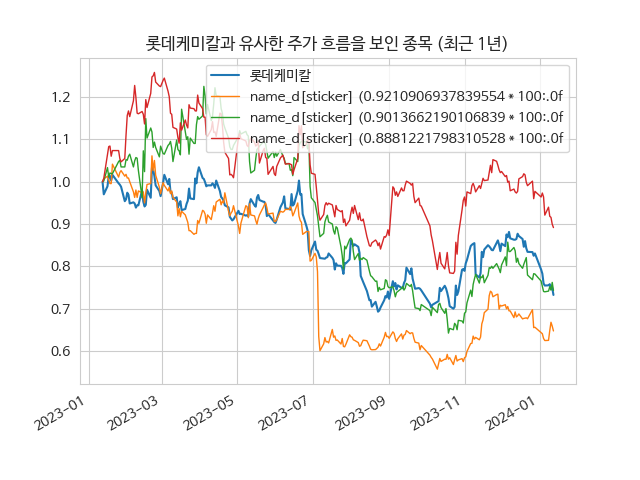 롯데케미칼과 유사한 주가 흐름을 보인 종목 (최근 1년)
롯데케미칼
name_d[sticker] (0.9210906937839554 * 100:.0f
name_d[sticker] (0.9013662190106839 * 100:.0f
name_d[sticker] (0.8881221798310528 * 100:.0f
1.2
1.1
1.0
0.9
0.8
0.7
0.6
2023-01
2023-03
2023-05
2023-07
2023-09
2023-11
2024-01